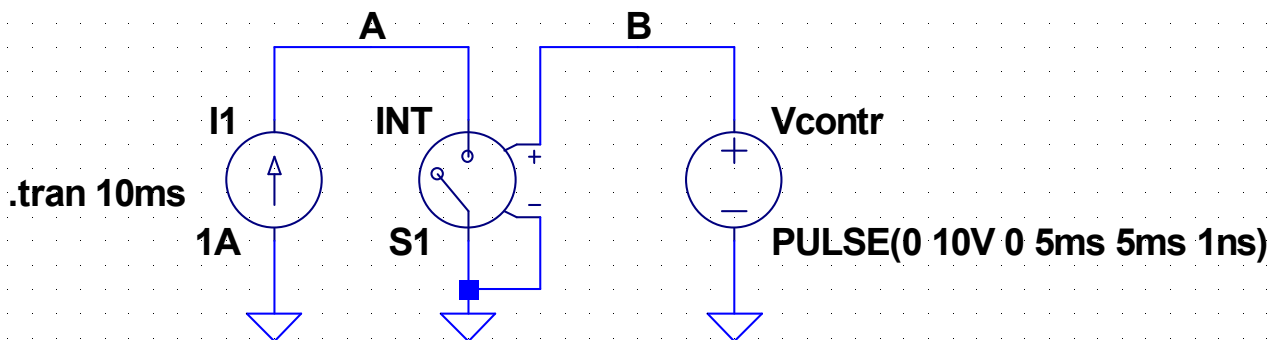 A
B
I1
INT
Vcontr
+
−
+
−
.tran 10ms
1A
S1
PULSE(0 10V 0 5ms 5ms 1ns)